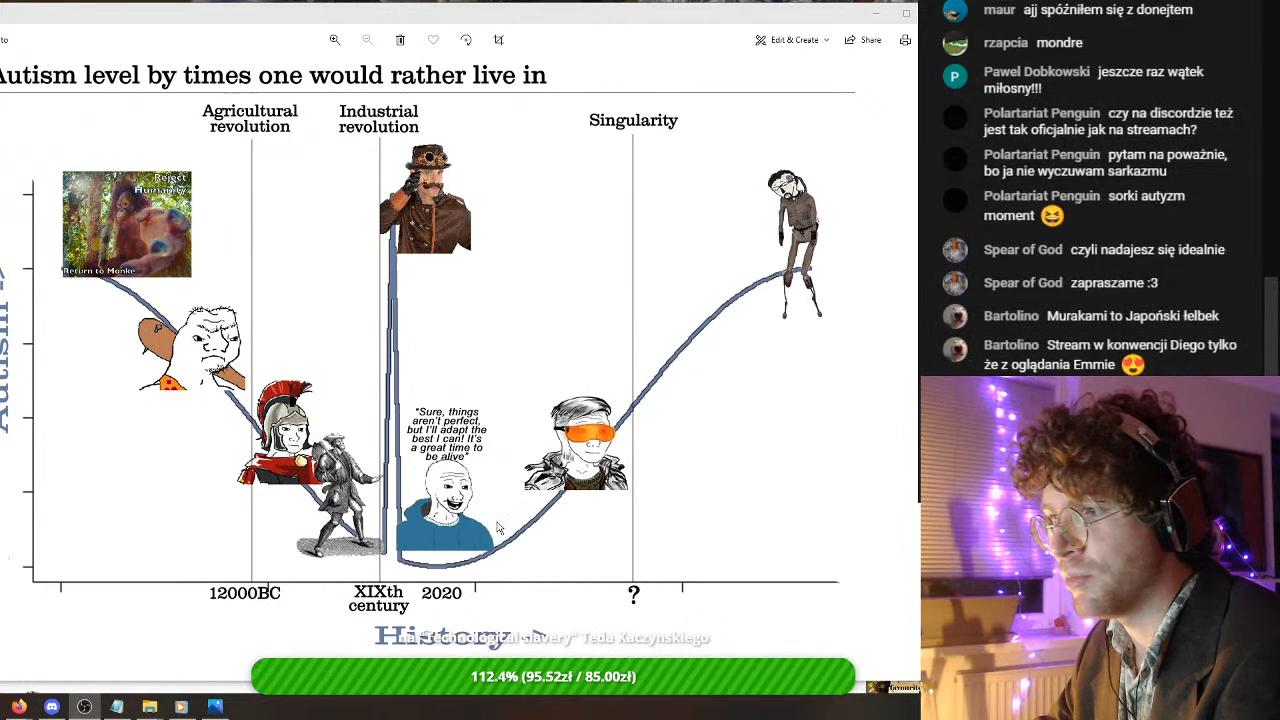 to
Edit & Create
Share
Autism level by times one would rather live in
Agricultural
revolution
Industrial
revolution
Singularity
Reject
Humanity
Return to Monke
"Sure, things
aren't perfect,
but I'll adapt the
best I can! It's
a great time to
be alive"
Autism ->
12000BC
XIXth
century
2020
?
History ->
na "Technological slavery" Teda Kaczynskiego
112.4% (95.52zł / 85.00zł)
favourite
maur ajj spóźniłem się z donejtem
rzapcia mondre
P
Pawel Dobkowski jeszcze raz wątek
miłosny!!!
Polartariat Penguin czy na discordzie też
jest tak oficjalnie jak na streamach?
Polartariat Penguin pytam na poważnie,
bo ja nie wyczuwam sarkazmu
Polartariat Penguin sorki autyzm
moment 😆
Spear of God czyli nadajesz się idealnie
Spear of God zapraszame :3
Bartolino Murakami to Japoński łelbek
Bartolino Stream w konwencji Diego tylko
że z oglądania Emmie 😍